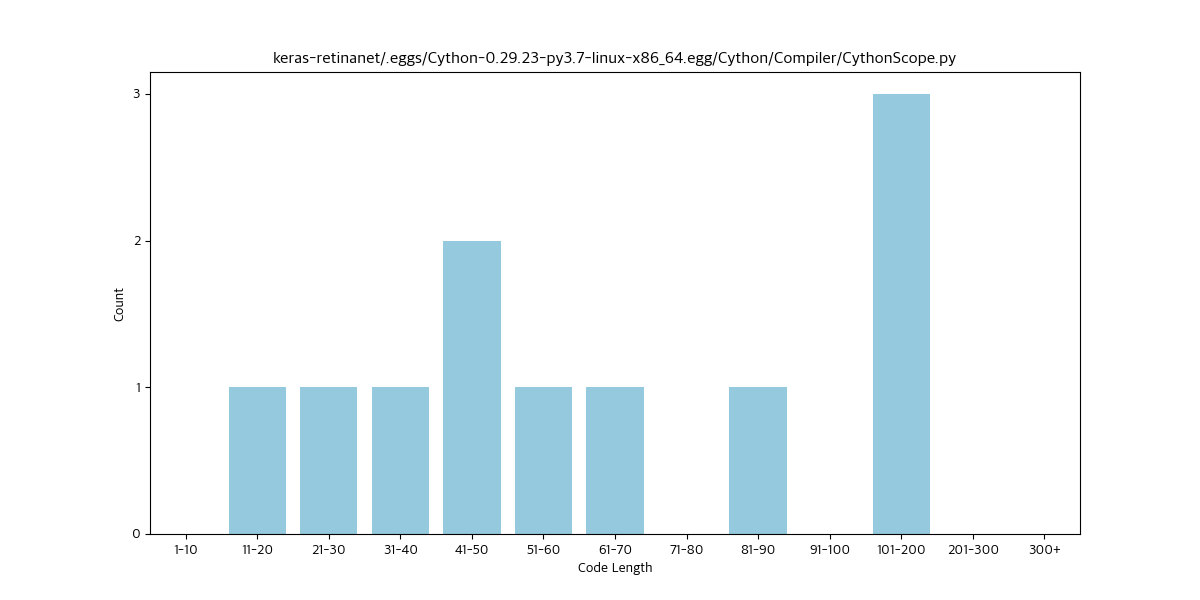 keras-retinanet/.eggs/Cython-0.29.23-py3.7-linux-x86_64.egg/Cython/Compiler/CythonScope.py
3
2
1
0
Count
1-10 11-20 21-30 31-40 41-50 51-60 61-70 71-80 81-90 91-100 101-200 201-300 300+
Code Length